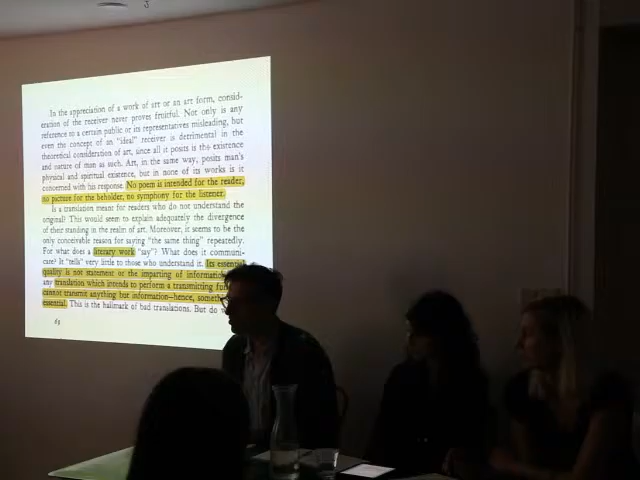 In the appreciation of a work of art or an art form, consid-
eration of the receiver never proves fruitful. Not only is any
reference to a certain public or its representatives misleading, but
even the concept of an "ideal" receiver is detrimental in the
theoretical consideration of art, since all it posits is the existence
and nature of man as such. Art, in the same way, posits man's
physical and spiritual existence, but in none of its works is it
concerned with his response. No poem is intended for the reader,
no picture for the beholder, no symphony for the listener.
Is a translation meant for readers who do not understand the
original? This would seem to explain adequately the divergence
of their standing in the realm of art. Moreover, it seems to be the
only conceivable reason for saying "the same thing" repeatedly.
For what does a literary work "say"? What does it communi-
cate? It "tells" very little to those who understand it. Its essential
quality is not statement or the imparting of information
any translation which intends to perform a transmitting
cannot transmit anything but information—hence,
essential. This is the hallmark of bad translations. But do
69